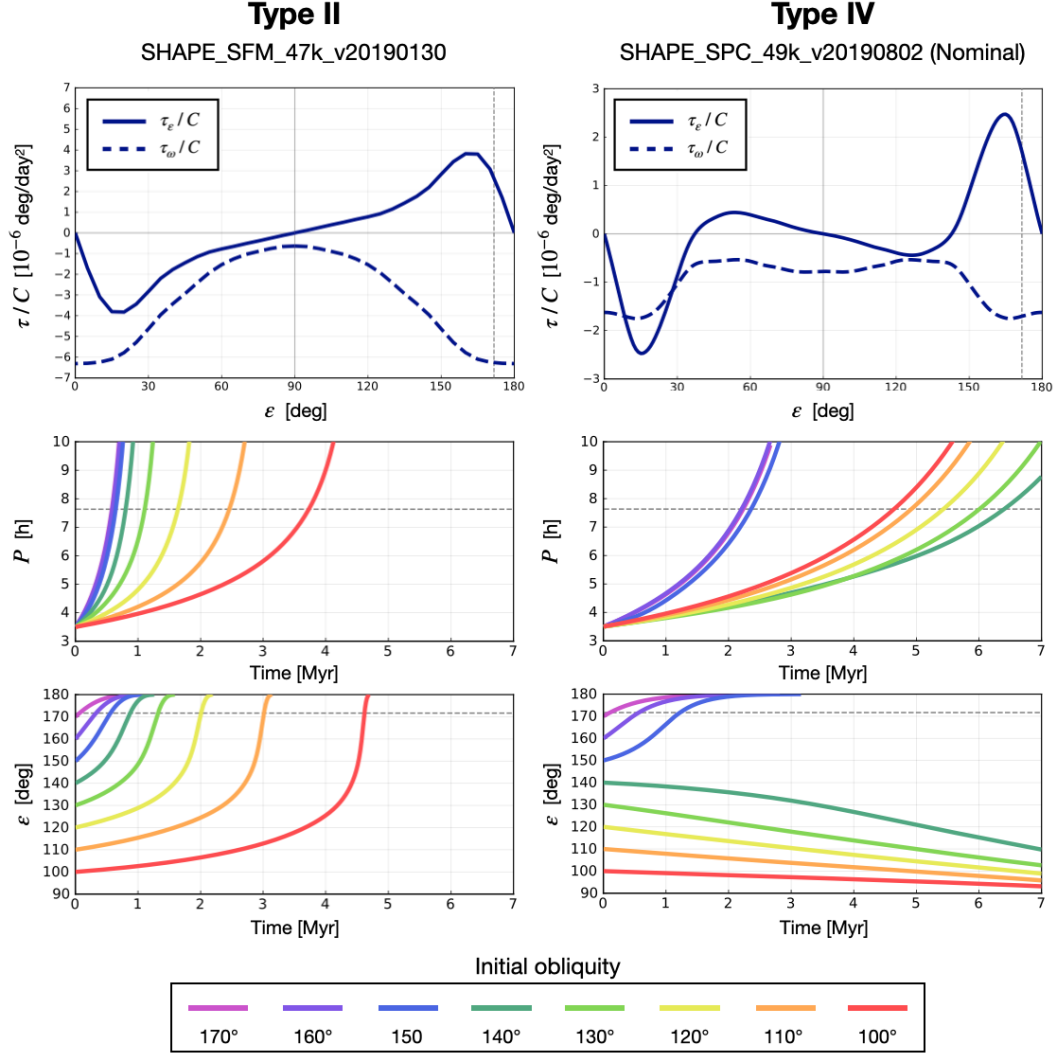 Type II
SHAPE_SFM_47k_v20190130
7
6
5
4
3
2
1
0
−1
−2
−3
−4
−5
−6
−7
τ / C [10⁻⁶ deg/day²]
τε / C
τω / C
0 30 60 90 120 150 180
ε [deg]
Type IV
SHAPE_SPC_49k_v20190802 (Nominal)
3
2
1
0
−1
−2
−3
τ / C [10⁻⁶ deg/day²]
τε / C
τω / C
0 30 60 90 120 150 180
ε [deg]
10
9
8
7
6
5
4
3
P [h]
0 1 2 3 4 5 6 7
Time [Myr]
10
9
8
7
6
5
4
3
P [h]
0 1 2 3 4 5 6 7
Time [Myr]
180
170
160
150
140
130
120
110
100
90
ε [deg]
0 1 2 3 4 5 6 7
Time [Myr]
180
170
160
150
140
130
120
110
100
90
ε [deg]
0 1 2 3 4 5 6 7
Time [Myr]
Initial obliquity
170° 160° 150 140° 130° 120° 110° 100°